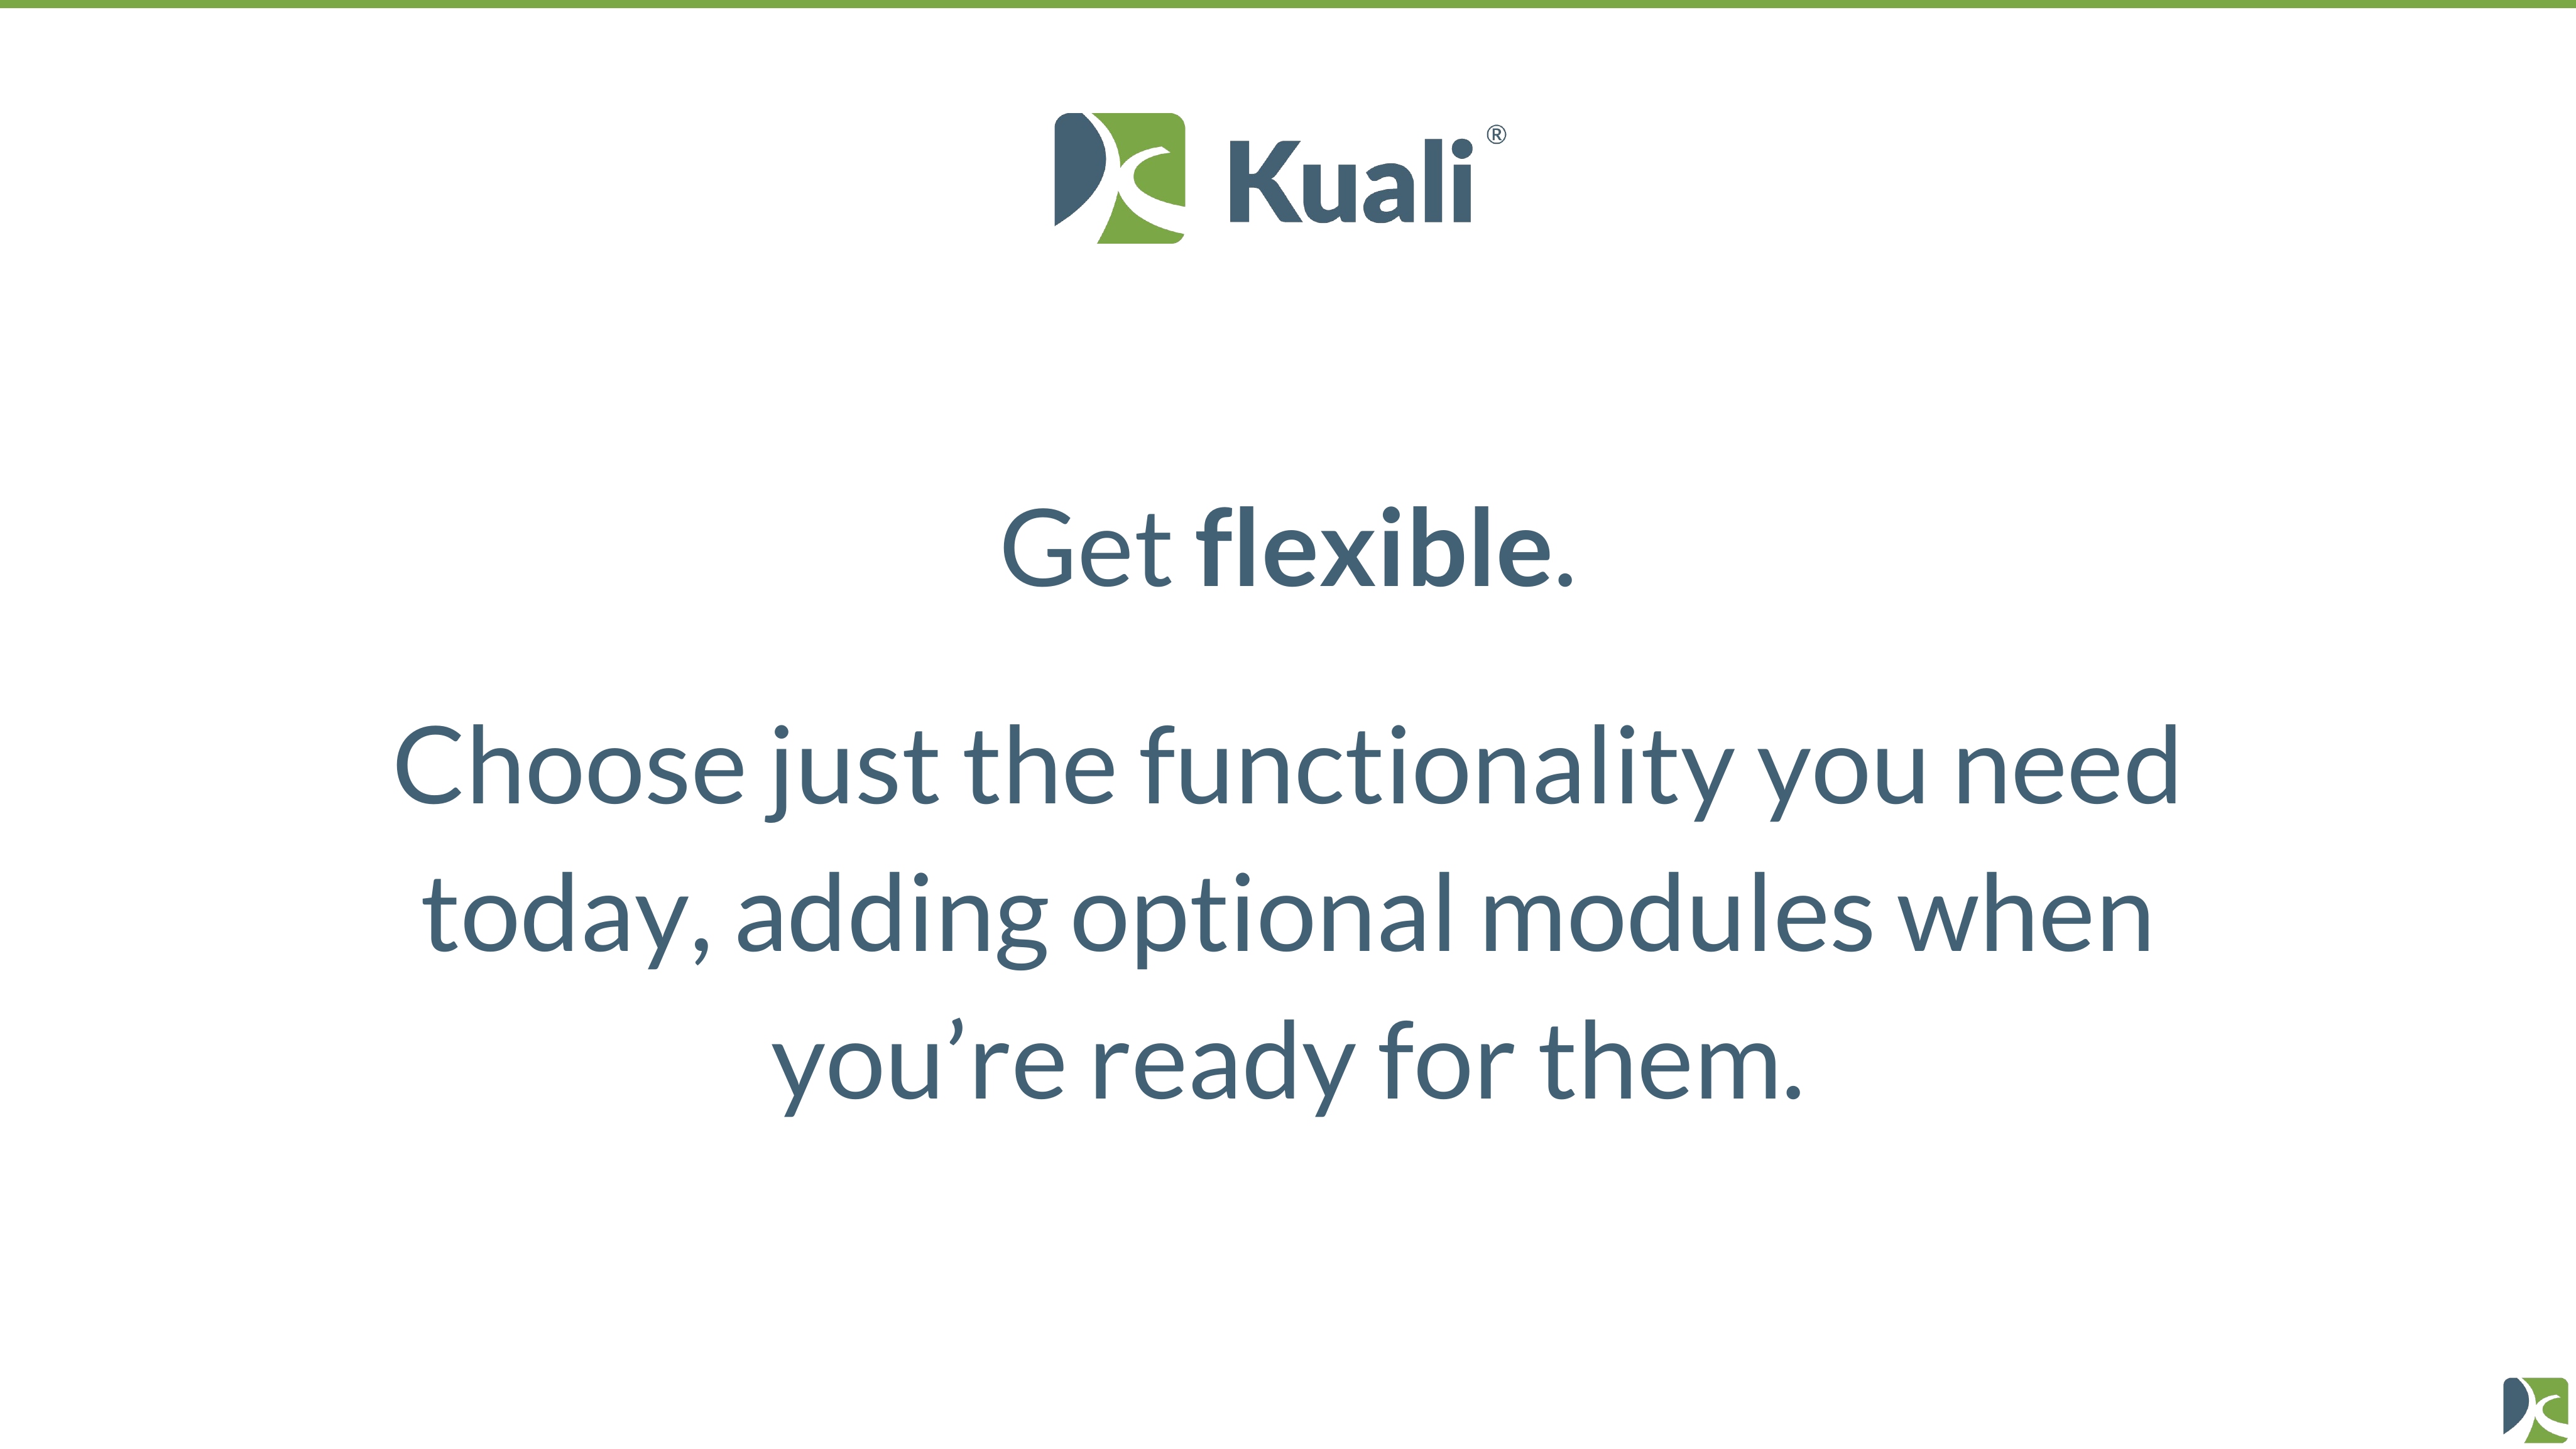 Kuali®
Get flexible.
Choose just the functionality you need
today, adding optional modules when
you’re ready for them.